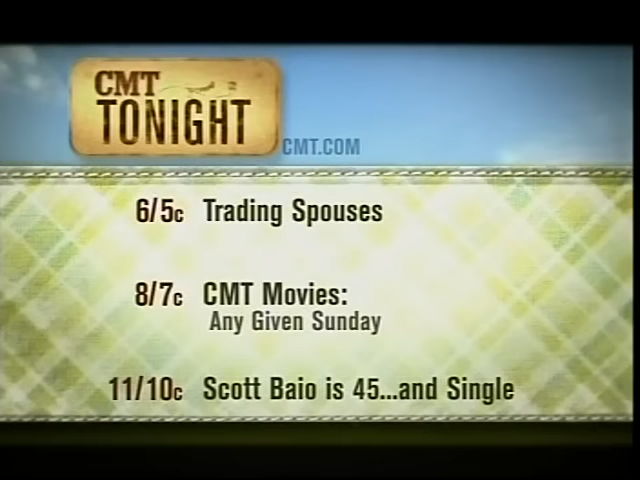 CMT
TONIGHT
CMT.COM
6/5c Trading Spouses
8/7c CMT Movies:
Any Given Sunday
11/10c Scott Baio is 45...and Single